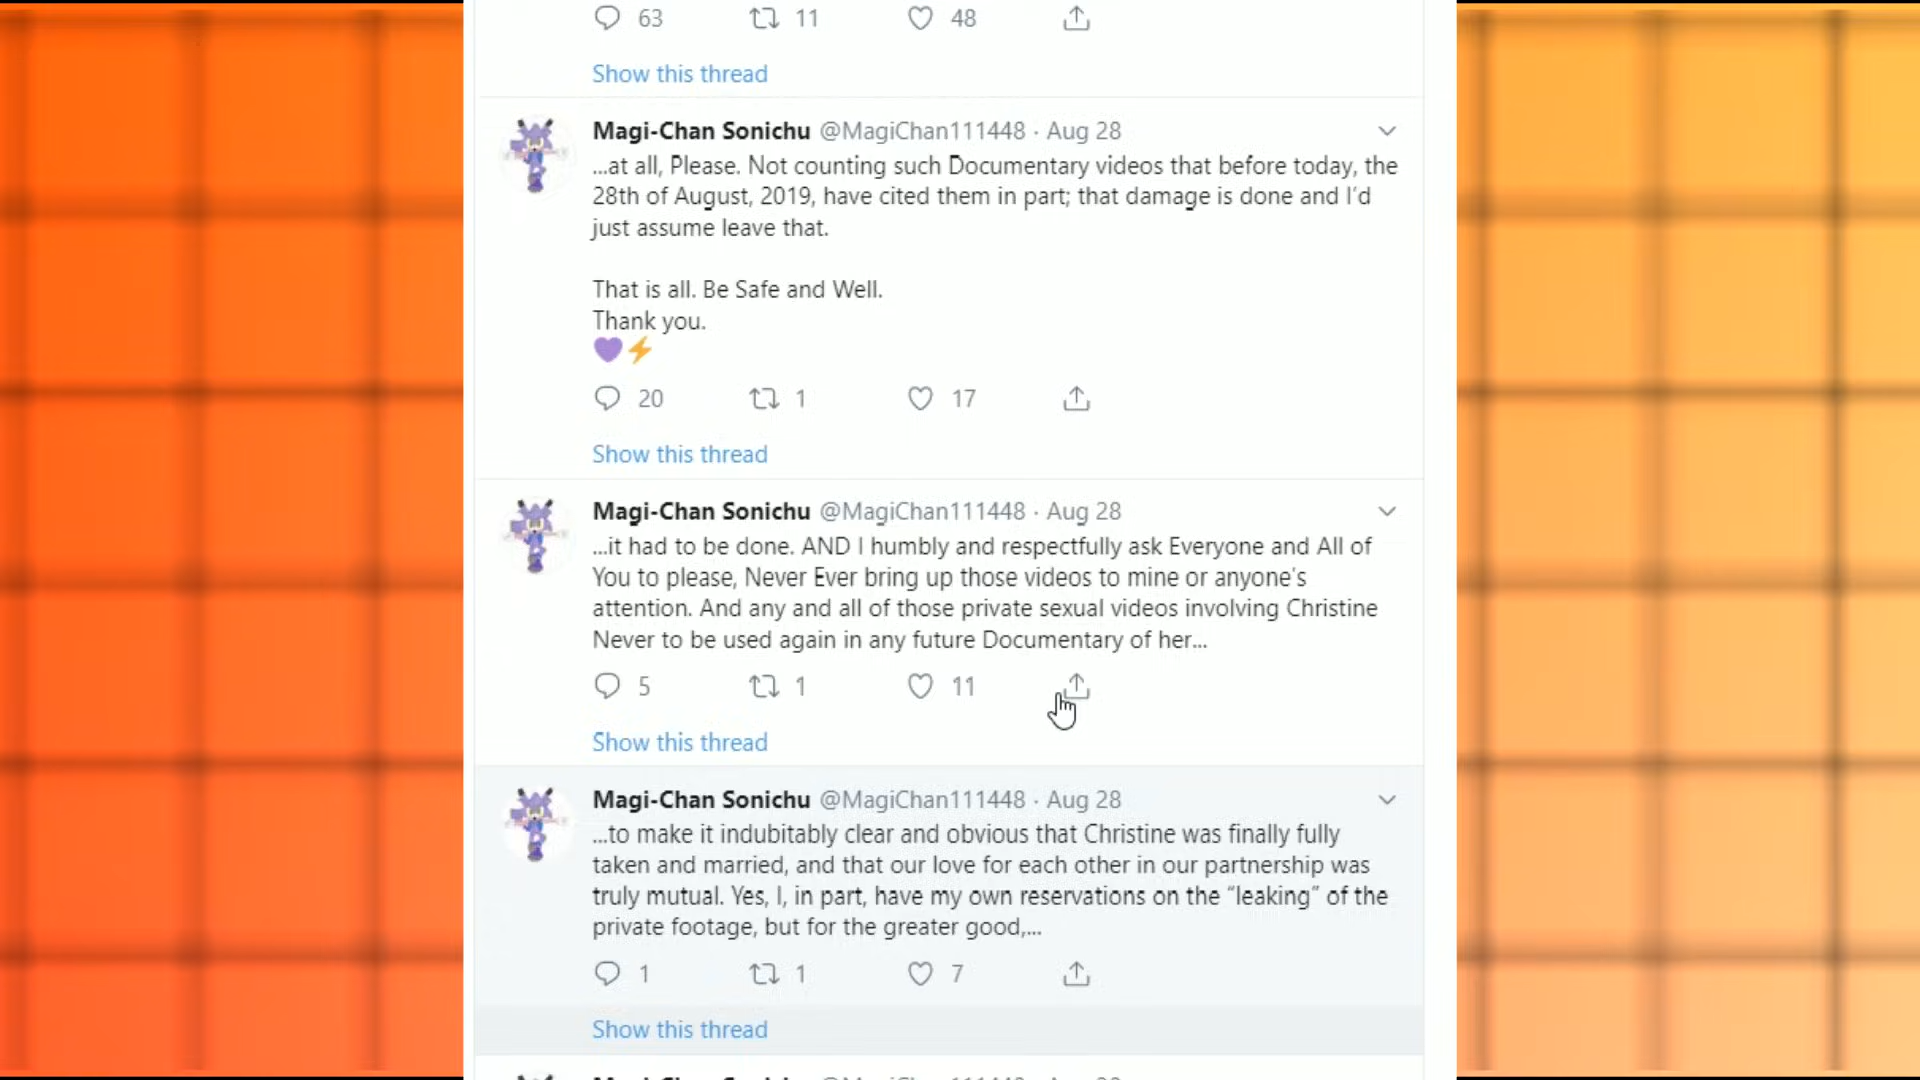 63 11 48
Show this thread
Magi-Chan Sonichu @MagiChan111448 · Aug 28
...at all, Please. Not counting such Documentary videos that before today, the
28th of August, 2019, have cited them in part; that damage is done and I'd
just assume leave that.
That is all. Be Safe and Well.
Thank you.
💜⚡
20 1 17
Show this thread
Magi-Chan Sonichu @MagiChan111448 · Aug 28
...it had to be done. AND I humbly and respectfully ask Everyone and All of
You to please, Never Ever bring up those videos to mine or anyone's
attention. And any and all of those private sexual videos involving Christine
Never to be used again in any future Documentary of her...
5 1 11
Show this thread
Magi-Chan Sonichu @MagiChan111448 · Aug 28
...to make it indubitably clear and obvious that Christine was finally fully
taken and married, and that our love for each other in our partnership was
truly mutual. Yes, I, in part, have my own reservations on the "leaking" of the
private footage, but for the greater good,...
1 1 7
Show this thread